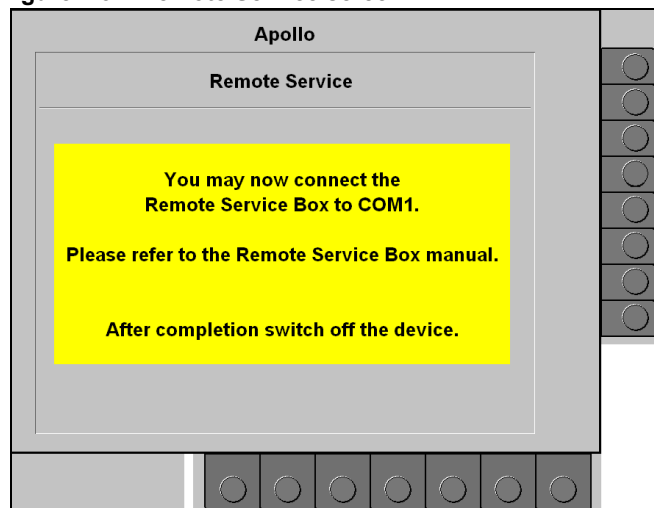 Apollo
Remote Service
You may now connect the
Remote Service Box to COM1.
Please refer to the Remote Service Box manual.
After completion switch off the device.